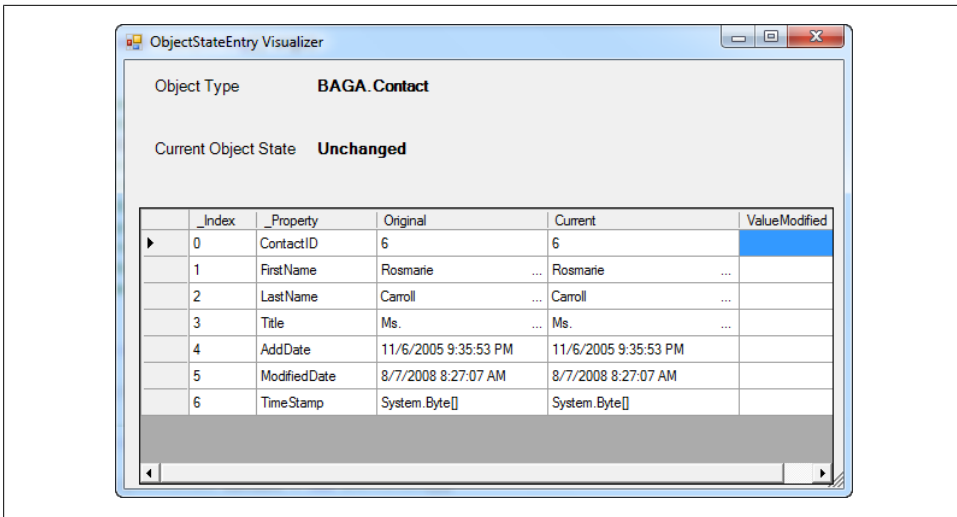 ObjectStateEntry Visualizer
Object Type BAGA.Contact
Current Object State Unchanged
_Index _Property Original Current ValueModified
0 ContactID 6 6
1 FirstName Rosmarie ... Rosmarie ...
2 LastName Carroll ... Carroll ...
3 Title Ms. ... Ms. ...
4 AddDate 11/6/2005 9:35:53 PM 11/6/2005 9:35:53 PM
5 ModifiedDate 8/7/2008 8:27:07 AM 8/7/2008 8:27:07 AM
6 TimeStamp System.Byte[] System.Byte[]